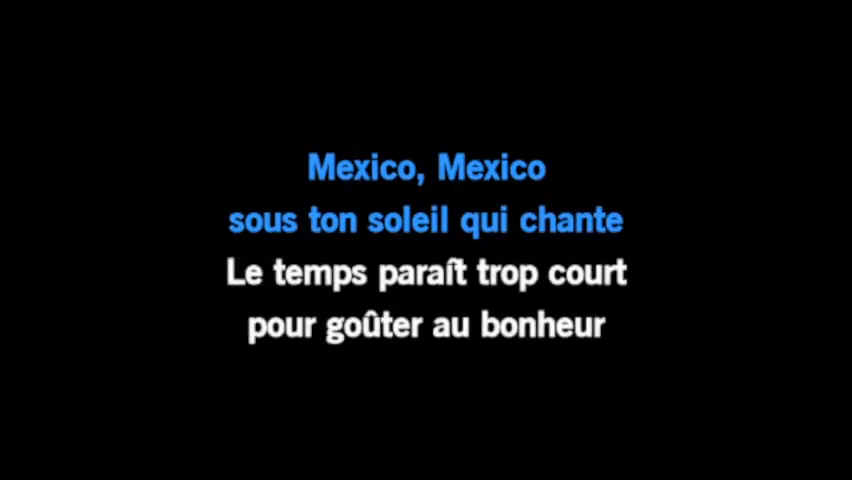 Mexico, Mexico
sous ton soleil qui chante
Le temps paraît trop court
pour goûter au bonheur